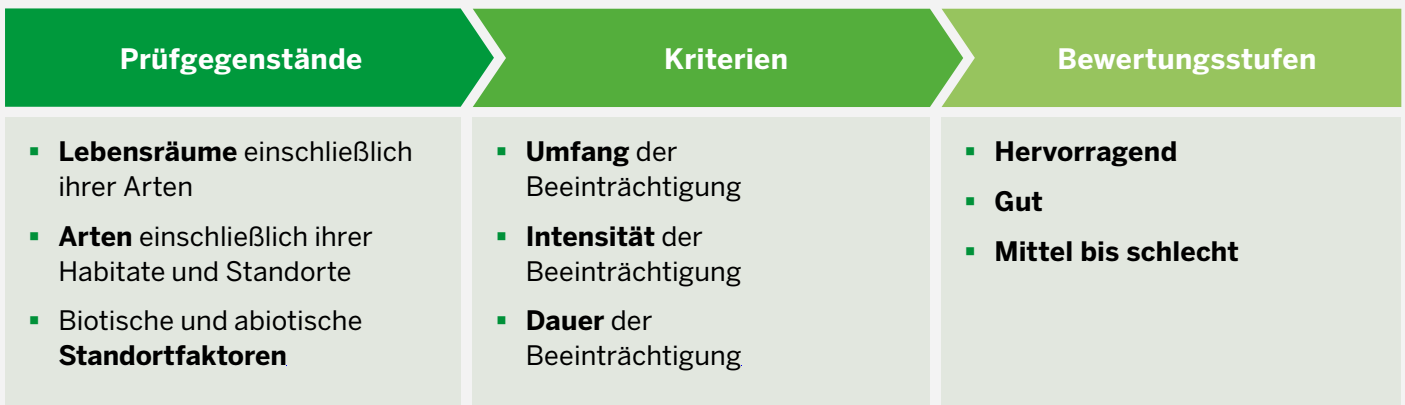 Prüfgegenstände
Kriterien
Bewertungsstufen
▪ Lebensräume einschließlich
ihrer Arten
▪ Arten einschließlich ihrer
Habitate und Standorte
▪ Biotische und abiotische
Standortfaktoren
▪ Umfang der
Beeinträchtigung
▪ Intensität der
Beeinträchtigung
▪ Dauer der
Beeinträchtigung
▪ Hervorragend
▪ Gut
▪ Mittel bis schlecht